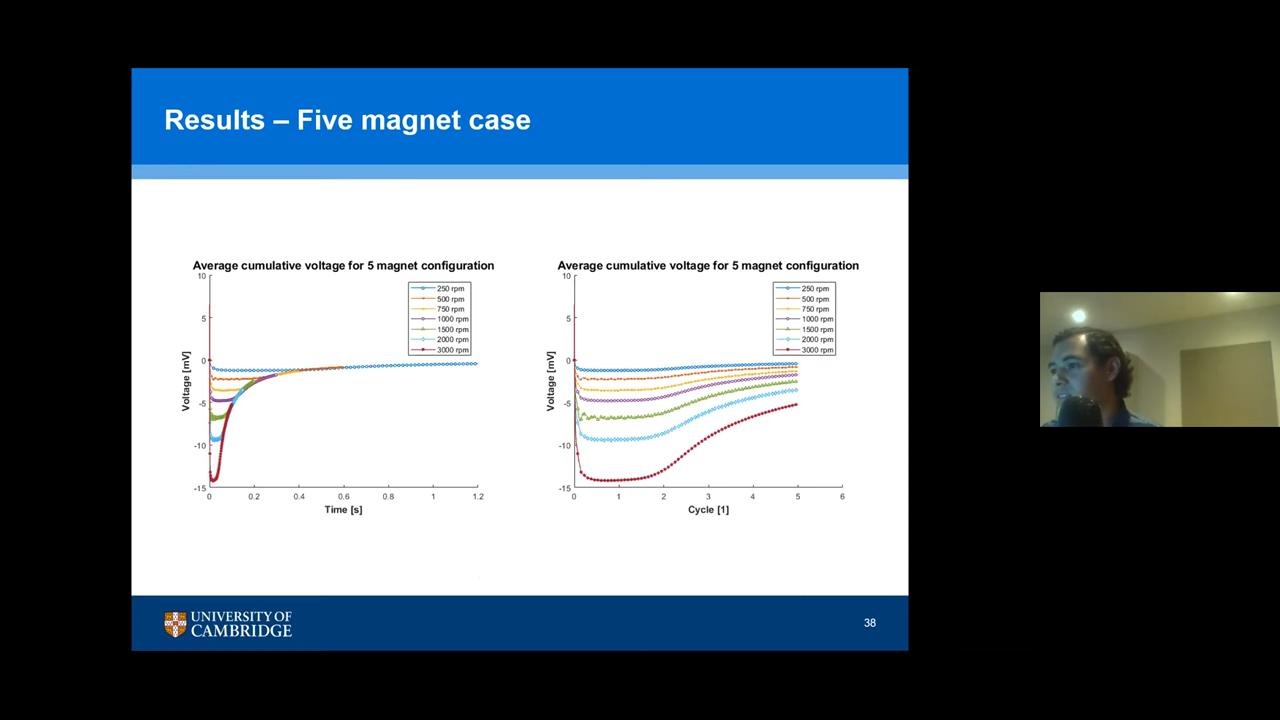 Results – Five magnet case
Average cumulative voltage for 5 magnet configuration
10
5
0
-5
-10
-15
Voltage [mV]
250 rpm
500 rpm
750 rpm
1000 rpm
1500 rpm
2000 rpm
3000 rpm
0 0.2 0.4 0.6 0.8 1 1.2
Time [s]
Average cumulative voltage for 5 magnet configuration
10
5
0
-5
-10
-15
Voltage [mV]
250 rpm
500 rpm
750 rpm
1000 rpm
1500 rpm
2000 rpm
3000 rpm
0 1 2 3 4 5 6
Cycle [1]
UNIVERSITY OF
CAMBRIDGE
38